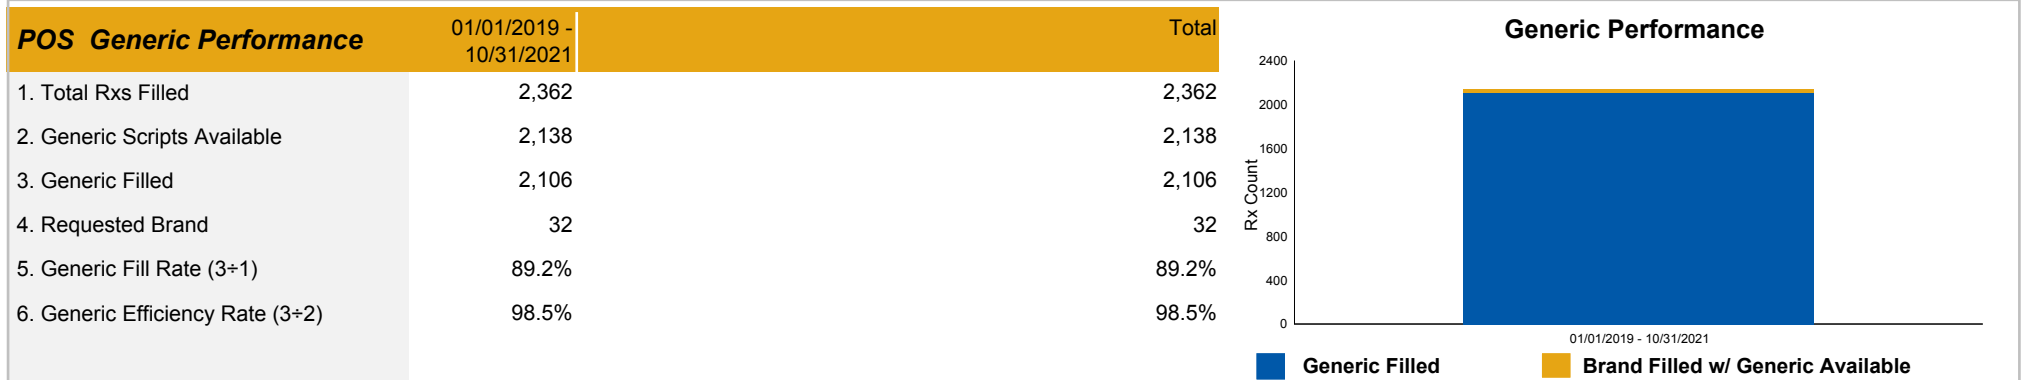 POS Generic Performance 01/01/2019 - Total
10/31/2021
1. Total Rxs Filled 2,362 2,362
2. Generic Scripts Available 2,138 2,138
3. Generic Filled 2,106 2,106
4. Requested Brand 32 32
5. Generic Fill Rate (3÷1) 89.2% 89.2%
6. Generic Efficiency Rate (3÷2) 98.5% 98.5%
Generic Performance
2400
2000
1600
1200
800
400
0
Rx Count
01/01/2019 - 10/31/2021
Generic Filled Brand Filled w/ Generic Available